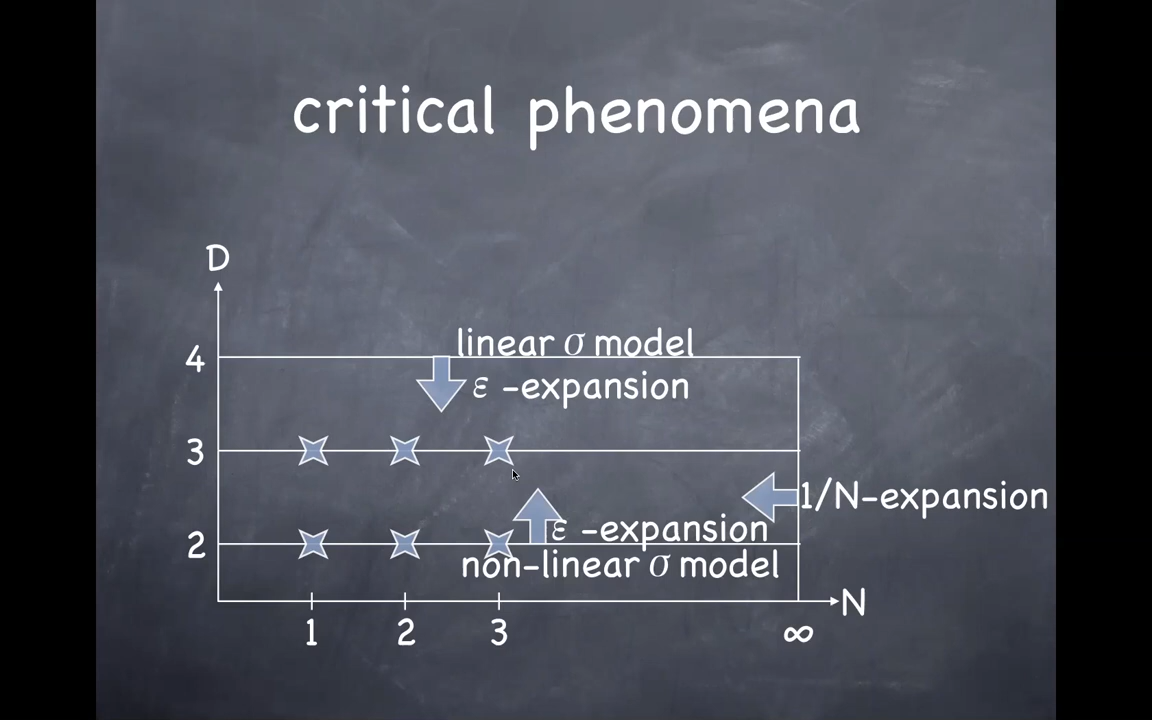 critical phenomena
D
4
linear σ model
ε -expansion
3
1/N-expansion
ε -expansion
2
non-linear σ model
N
1 2 3 ∞